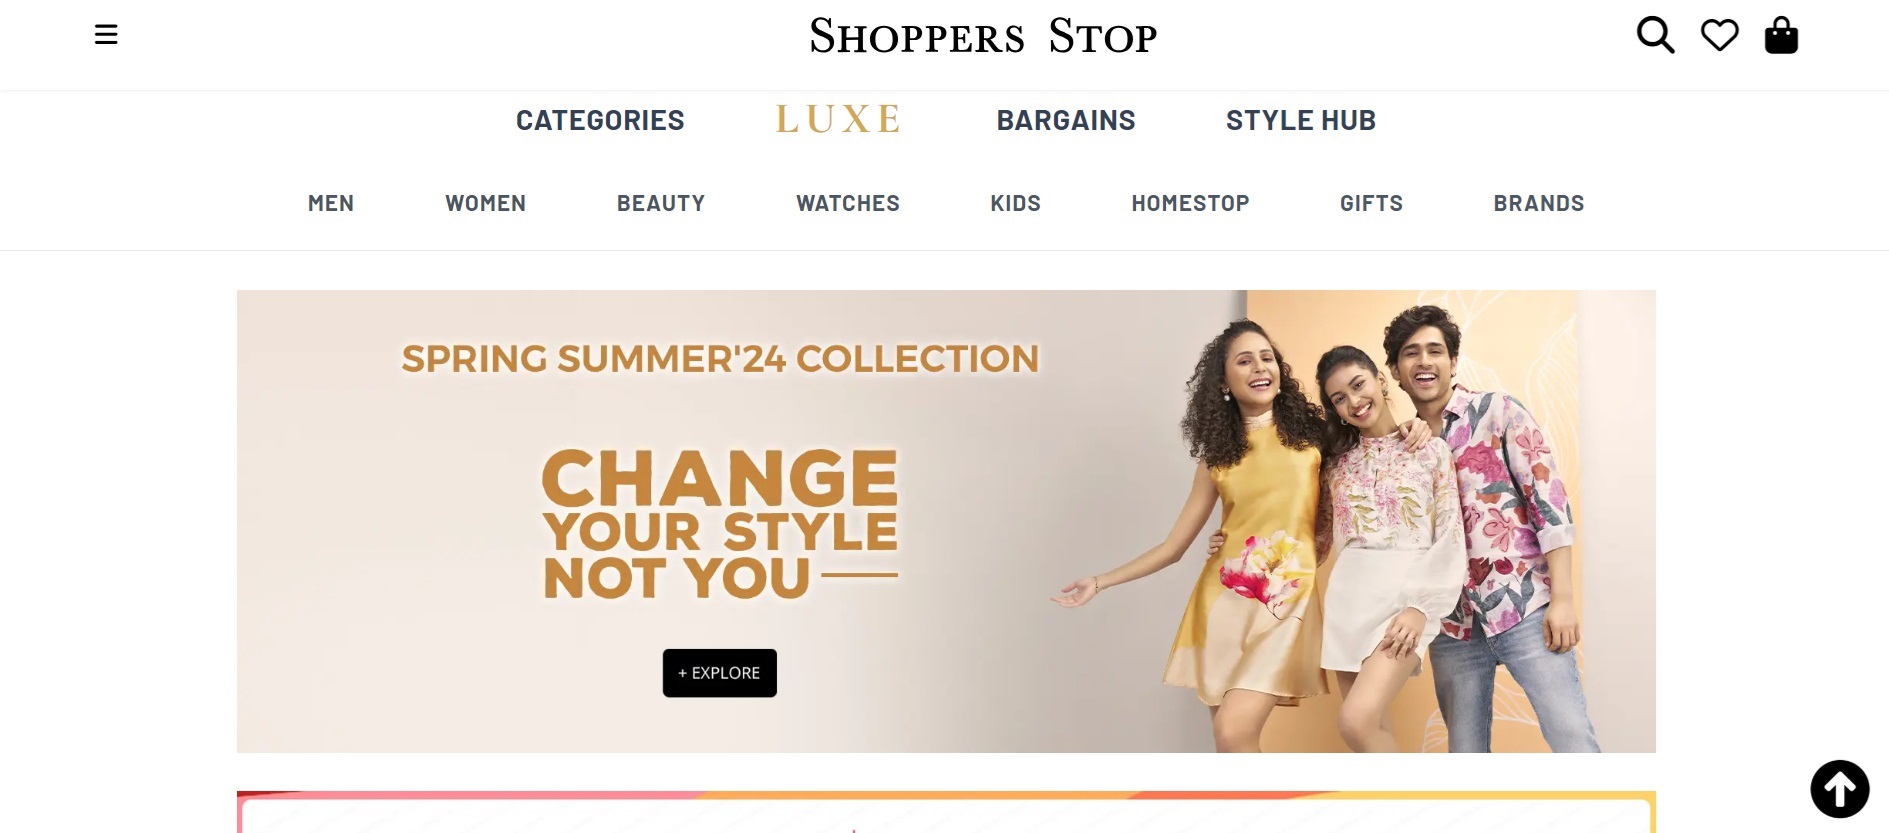 SHOPPERS STOP
CATEGORIES LUXE BARGAINS STYLE HUB
MEN WOMEN BEAUTY WATCHES KIDS HOMESTOP GIFTS BRANDS
SPRING SUMMER'24 COLLECTION
CHANGE
YOUR STYLE
NOT YOU
+ EXPLORE